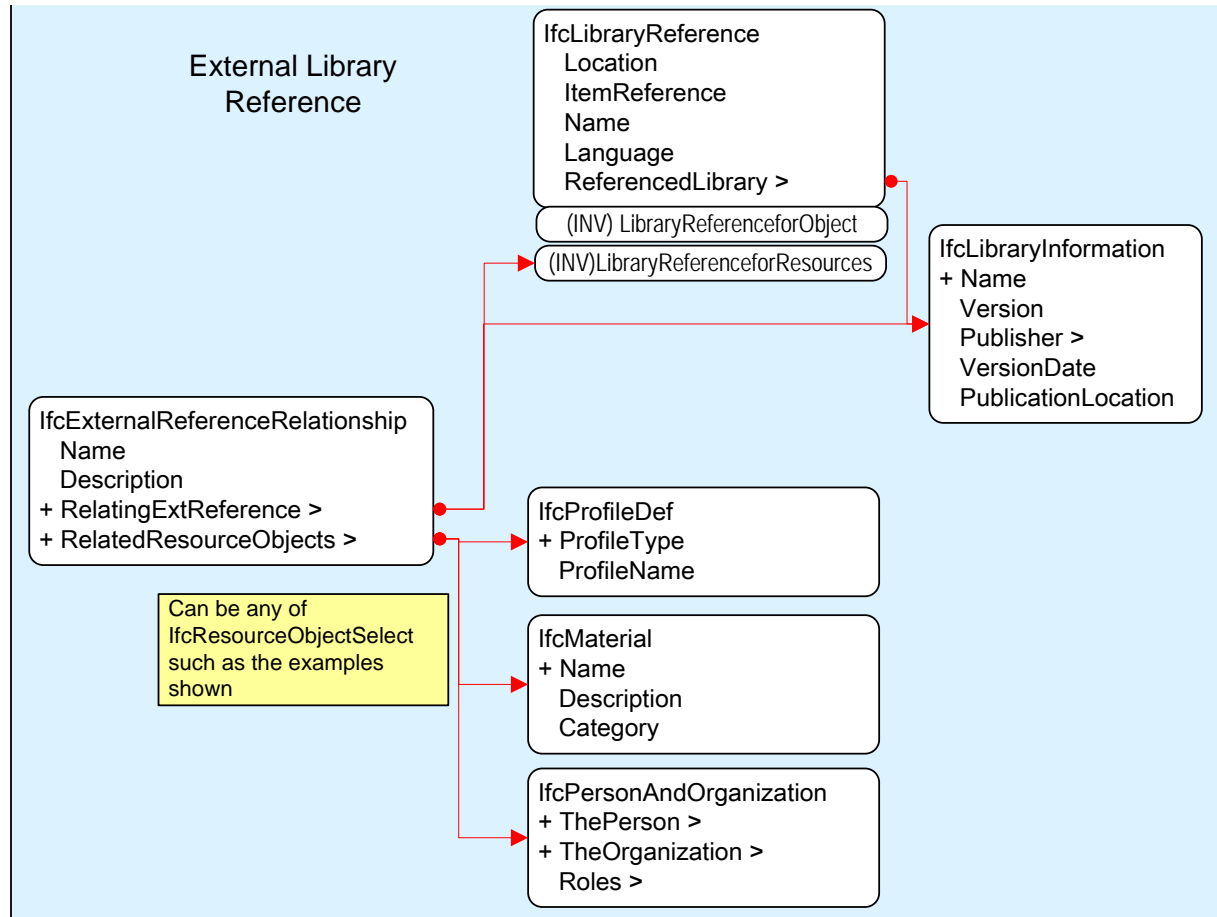 External Library
Reference
IfcLibraryReference
Location
ItemReference
Name
Language
ReferencedLibrary >
(INV) LibraryReferenceforObject
(INV)LibraryReferenceforResources
IfcLibraryInformation
+ Name
Version
Publisher >
VersionDate
PublicationLocation
IfcExternalReferenceRelationship
Name
Description
+ RelatingExtReference >
+ RelatedResourceObjects >
Can be any of
IfcResourceObjectSelect
such as the examples
shown
IfcProfileDef
+ ProfileType
ProfileName
IfcMaterial
+ Name
Description
Category
IfcPersonAndOrganization
+ ThePerson >
+ TheOrganization >
Roles >